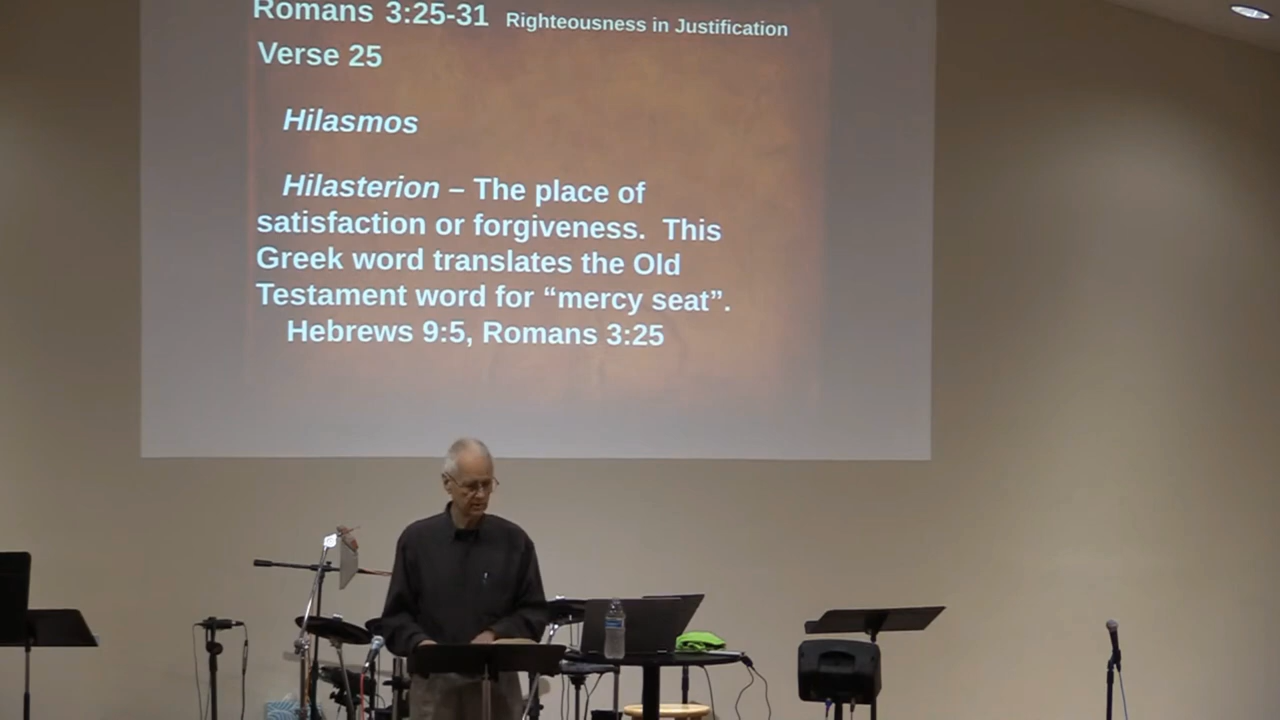 Romans 3:25-31 Righteousness in Justification
Verse 25
Hilasmos
Hilasterion – The place of
satisfaction or forgiveness. This
Greek word translates the Old
Testament word for “mercy seat”.
Hebrews 9:5, Romans 3:25